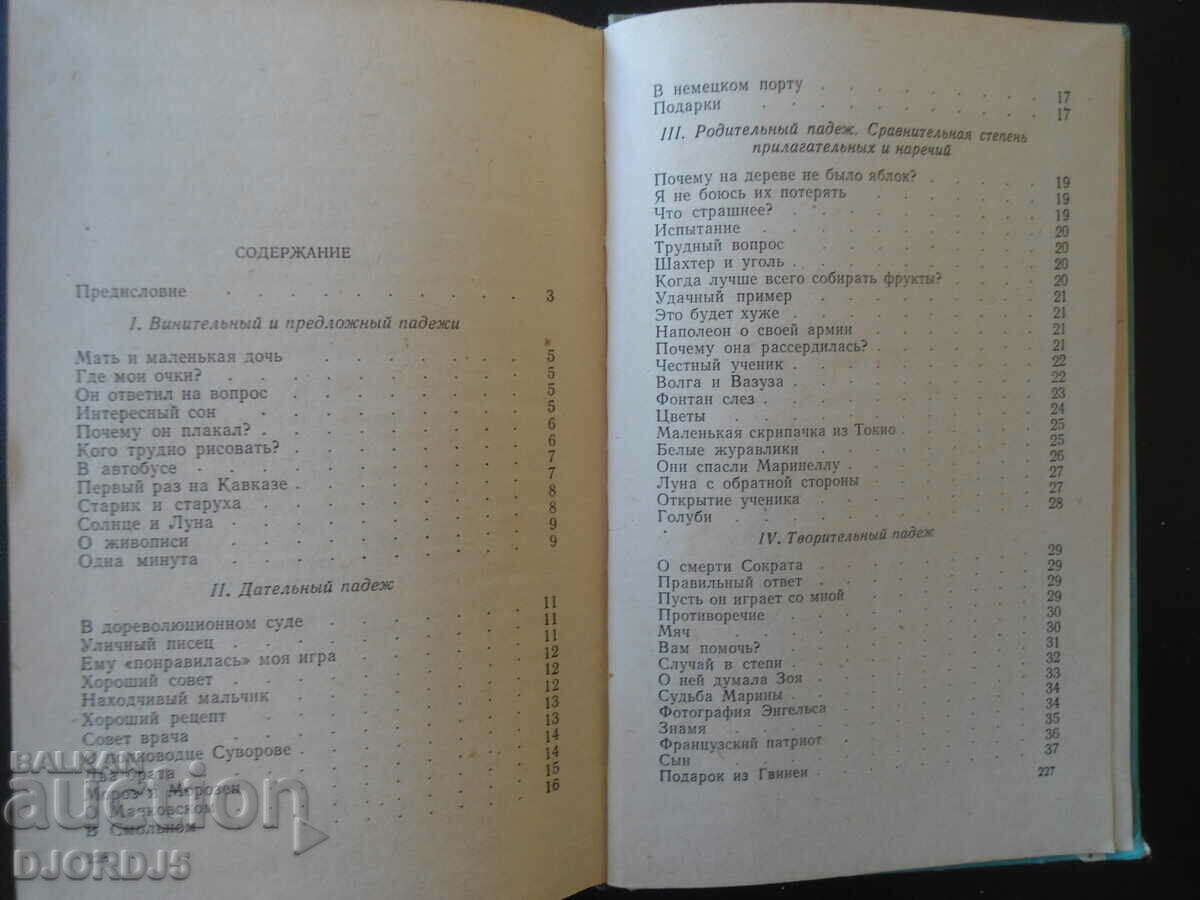 СОДЕРЖАНИЕ
Предисловие . . . . . . . . . . 3
I. Винительный и предложный падежи
Мать и маленькая дочь . . . . . . . 5
Где мои очки? . . . . . . . . . 5
Он ответил на вопрос . . . . . . . 5
Интересный сон . . . . . . . . . 5
Почему он плакал? . . . . . . . . 6
Кого трудно рисовать? . . . . . . . 6
В автобусе . . . . . . . . . . 7
Первый раз на Кавказе . . . . . . . 7
Старик и старуха . . . . . . . . 8
Солнце и Луна . . . . . . . . . 8
О живописи . . . . . . . . . . 9
Одна минута . . . . . . . . . . 9
II. Дательный падеж
В дореволюционном суде . . . . . . . 11
Уличный писец . . . . . . . . . 11
Ему «понравилась» моя игра . . . . . . 11
Хороший совет . . . . . . . . . 12
Находчивый мальчик . . . . . . . . 12
Хороший рецепт . . . . . . . . . 12
Совет врача . . . . . . . . . . 13
О полководце Суворове . . . . . . . 13
Два брата . . . . . . . . . . 14
Мороз и Морозец . . . . . . . . . 14
О Маяковском . . . . . . . . . 15
В Смольном . . . . . . . . . . 16
В немецком порту . . . . . . . . 17
Подарки . . . . . . . . . . 17
III. Родительный падеж. Сравнительная степень
прилагательных и наречий
Почему на дереве не было яблок? . . . . . 19
Я не боюсь их потерять . . . . . . . 19
Что страшнее? . . . . . . . . . 19
Испытание . . . . . . . . . . 20
Трудный вопрос . . . . . . . . . 20
Шахтер и уголь . . . . . . . . . 20
Когда лучше всего собирать фрукты? . . . . 20
Удачный пример . . . . . . . . . 21
Это будет хуже . . . . . . . . . 21
Наполеон о своей армии . . . . . . . 21
Почему она рассердилась? . . . . . . . 21
Честный ученик . . . . . . . . . 22
Волга и Вазуза . . . . . . . . . 22
Фонтан слез . . . . . . . . . . 23
Цветы . . . . . . . . . . . 24
Маленькая скрипачка из Токио . . . . . . 25
Белые журавлики . . . . . . . . . 25
Они спасли Маринеллу . . . . . . . . 26
Луна с обратной стороны . . . . . . . 27
Открытие ученика . . . . . . . . 27
Голуби . . . . . . . . . . . 28
IV. Творительный падеж
О смерти Сократа . . . . . . . . 29
Правильный ответ . . . . . . . . 29
Пусть он играет со мной . . . . . . . 29
Противоречие . . . . . . . . . 29
Мяч . . . . . . . . . . . 30
Вам помочь? . . . . . . . . . . 30
Случай в степи . . . . . . . . . 31
О ней думала Зоя . . . . . . . . 32
Судьба Марины . . . . . . . . . 33
Фотография Энгельса . . . . . . . . 34
Знамя . . . . . . . . . . . 34
Французский патриот . . . . . . . . 35
Сын . . . . . . . . . . . 36
Подарок из Гвинеи . . . . . . . . 37
227
BALKAN
auction
DJORDJ5